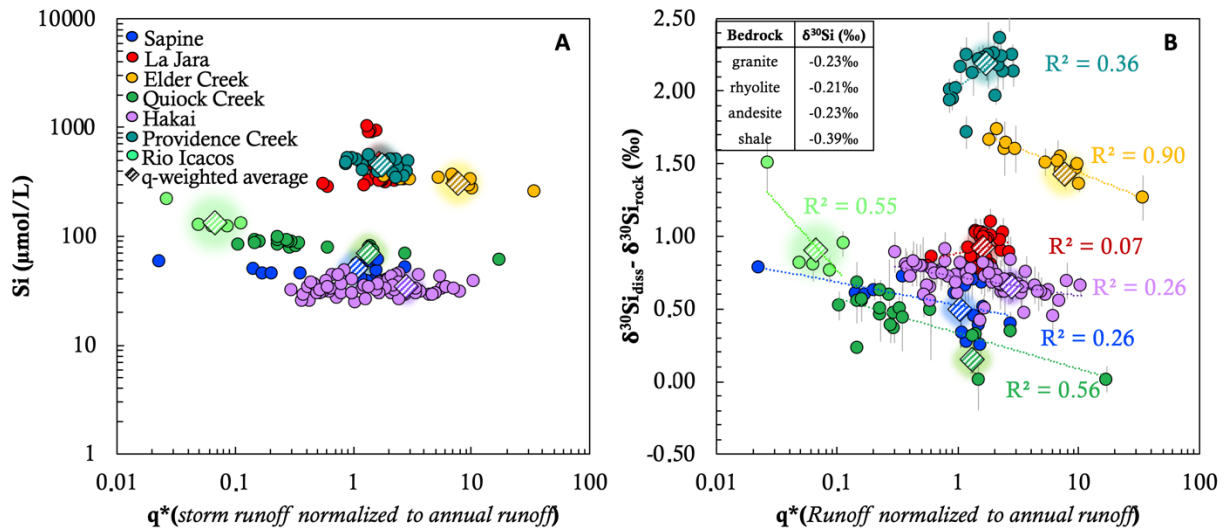 A
Si (µmol/L)
10000
1000
100
10
1
Sapine
La Jara
Elder Creek
Quiock Creek
Hakai
Providence Creek
Rio Icacos
q-weighted average
0.01 0.1 1 10 100
q*(storm runoff normalized to annual runoff)
B
δ³⁰Si_diss- δ³⁰Si_rock (‰)
2.50
2.00
1.50
1.00
0.50
0.00
-0.50
Bedrock δ³⁰Si (‰)
granite -0.23‰
rhyolite -0.21‰
andesite -0.23‰
shale -0.39‰
R² = 0.36
R² = 0.90
R² = 0.55
R² = 0.07
R² = 0.26
R² = 0.26
R² = 0.56
0.01 0.1 1 10 100
q*(Runoff normalized to annual runoff)